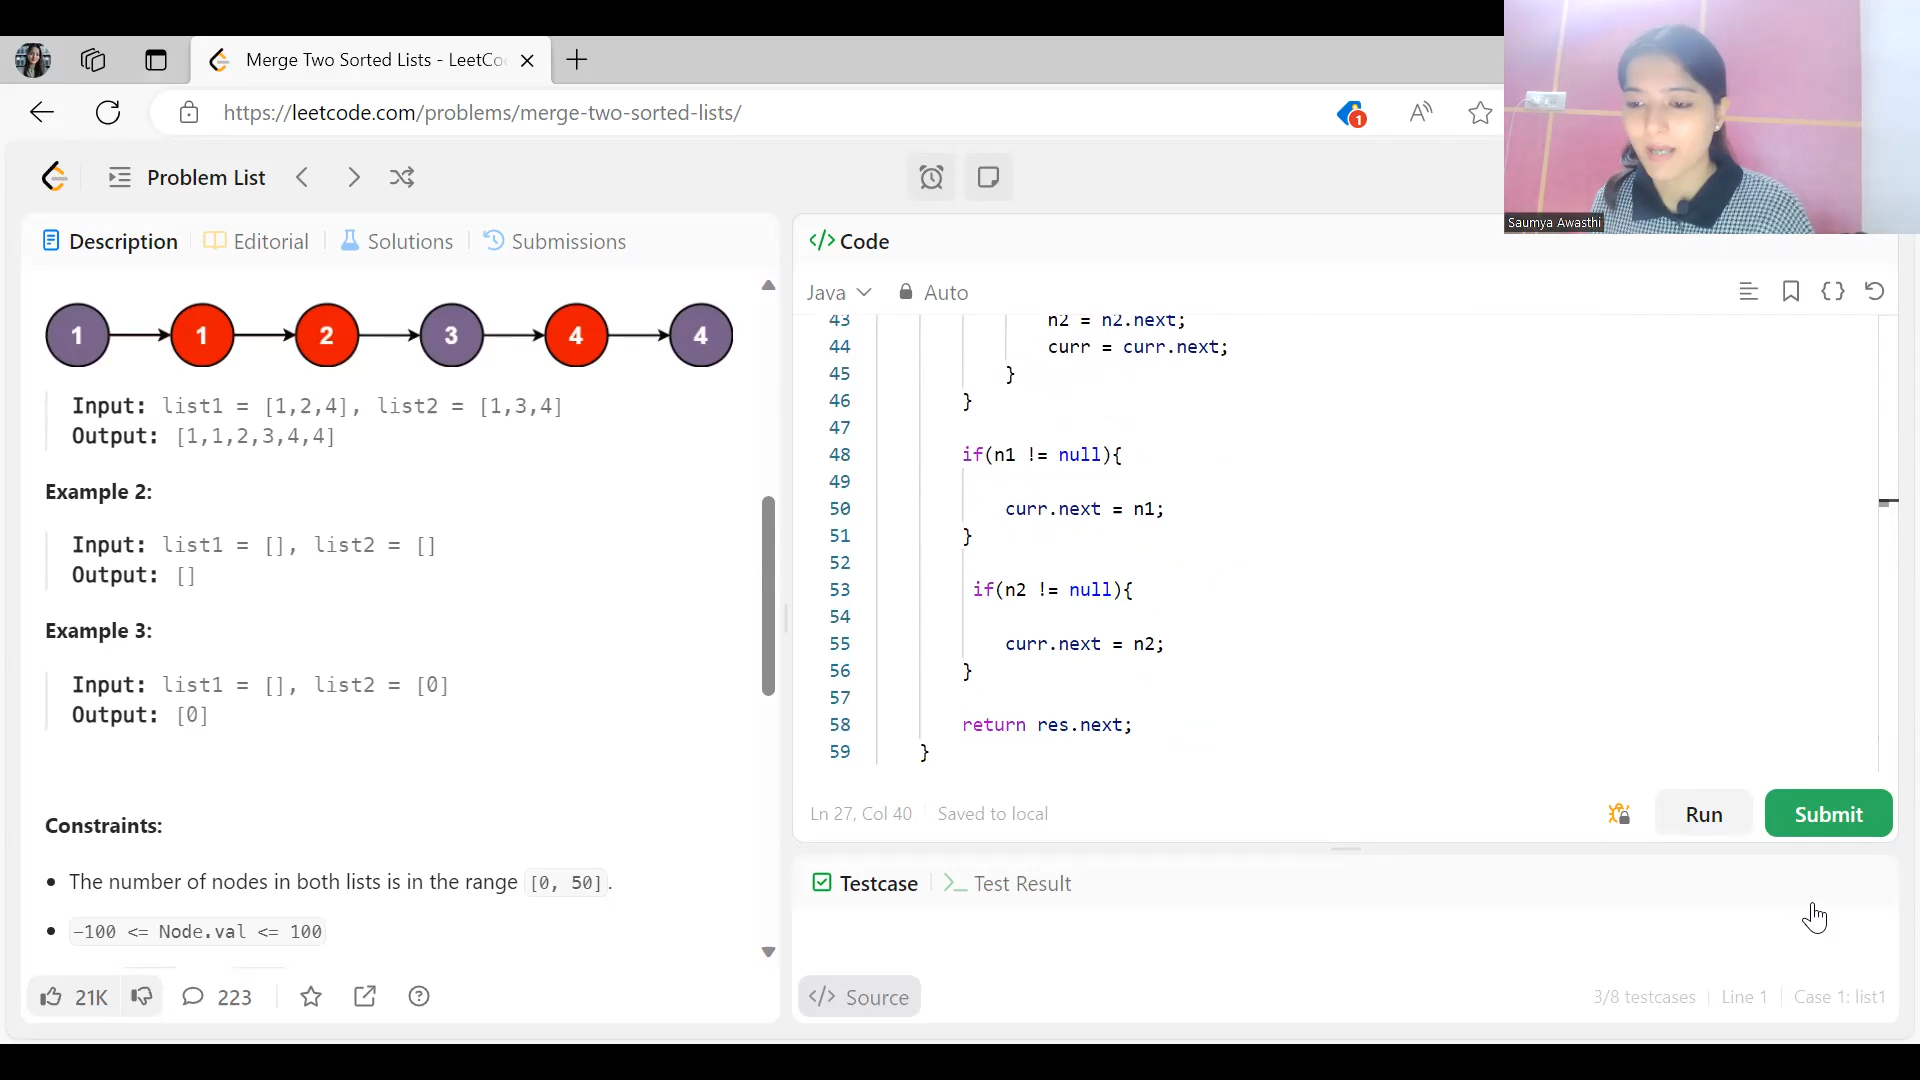 Merge Two Sorted Lists - LeetCo
https://leetcode.com/problems/merge-two-sorted-lists/
1
Saumya Awasthi
Problem List
Description
Editorial
Solutions
Submissions
1 1 2 3 4 4
Input: list1 = [1,2,4], list2 = [1,3,4]
Output: [1,1,2,3,4,4]
Example 2:
Input: list1 = [], list2 = []
Output: []
Example 3:
Input: list1 = [], list2 = [0]
Output: [0]
Constraints:
• The number of nodes in both lists is in the range [0, 50].
• -100 <= Node.val <= 100
21K
223
</> Code
Java
Auto
43 n2 = n2.next;
44 curr = curr.next;
45 }
46 }
47
48 if(n1 != null){
49
50 curr.next = n1;
51 }
52
53 if(n2 != null){
54
55 curr.next = n2;
56 }
57
58 return res.next;
59 }
Ln 27, Col 40
Saved to local
Run
Submit
Testcase
>_ Test Result
</> Source
3/8 testcases
Line 1
Case 1: list1